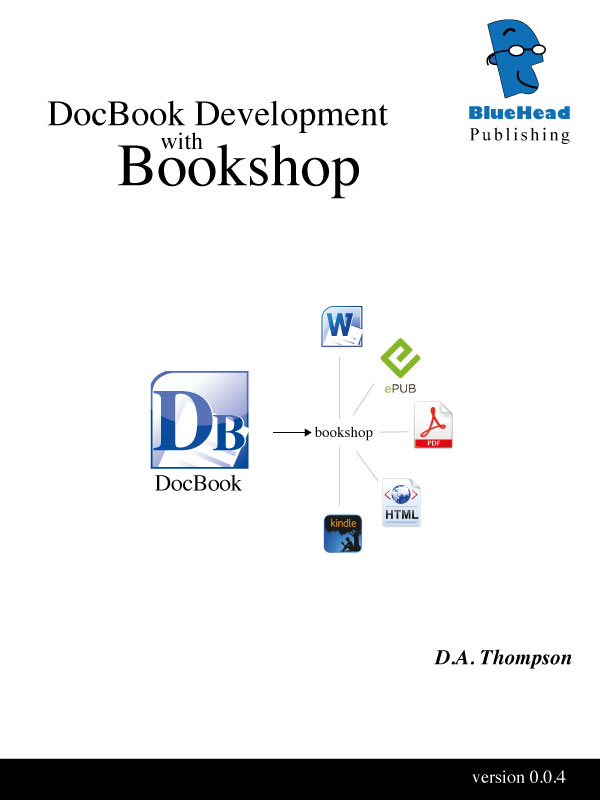 BlueHead
Publishing
DocBook Development
with
Bookshop
W
ePUB
DB
bookshop
PDF
DocBook
HTML
kindle
D.A. Thompson
version 0.0.4